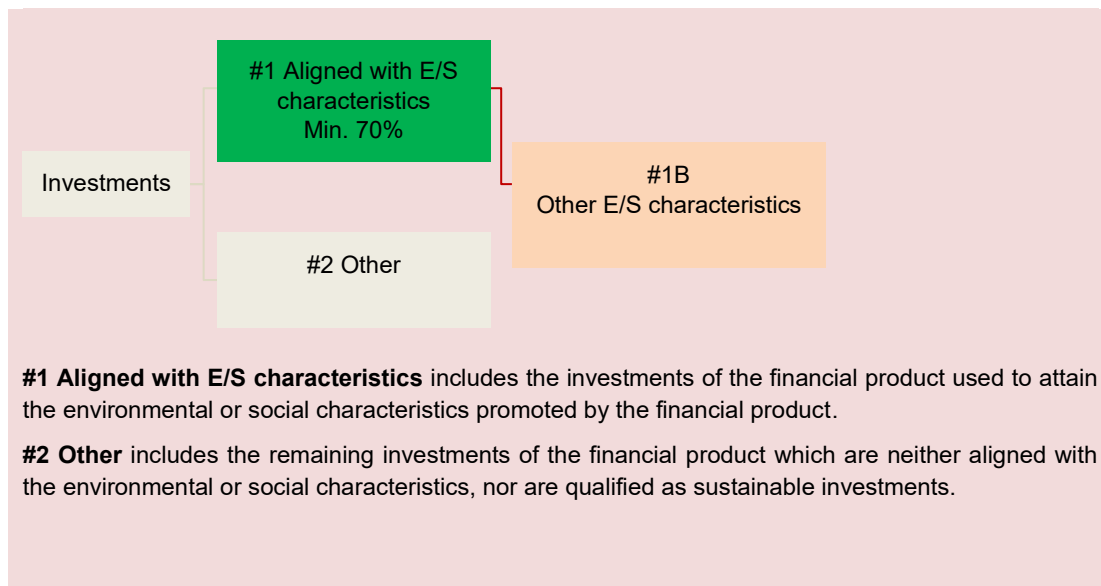 #1 Aligned with E/S
characteristics
Min. 70%
Investments
#1B
Other E/S characteristics
#2 Other
#1 Aligned with E/S characteristics includes the investments of the financial product used to attain
the environmental or social characteristics promoted by the financial product.
#2 Other includes the remaining investments of the financial product which are neither aligned with
the environmental or social characteristics, nor are qualified as sustainable investments.